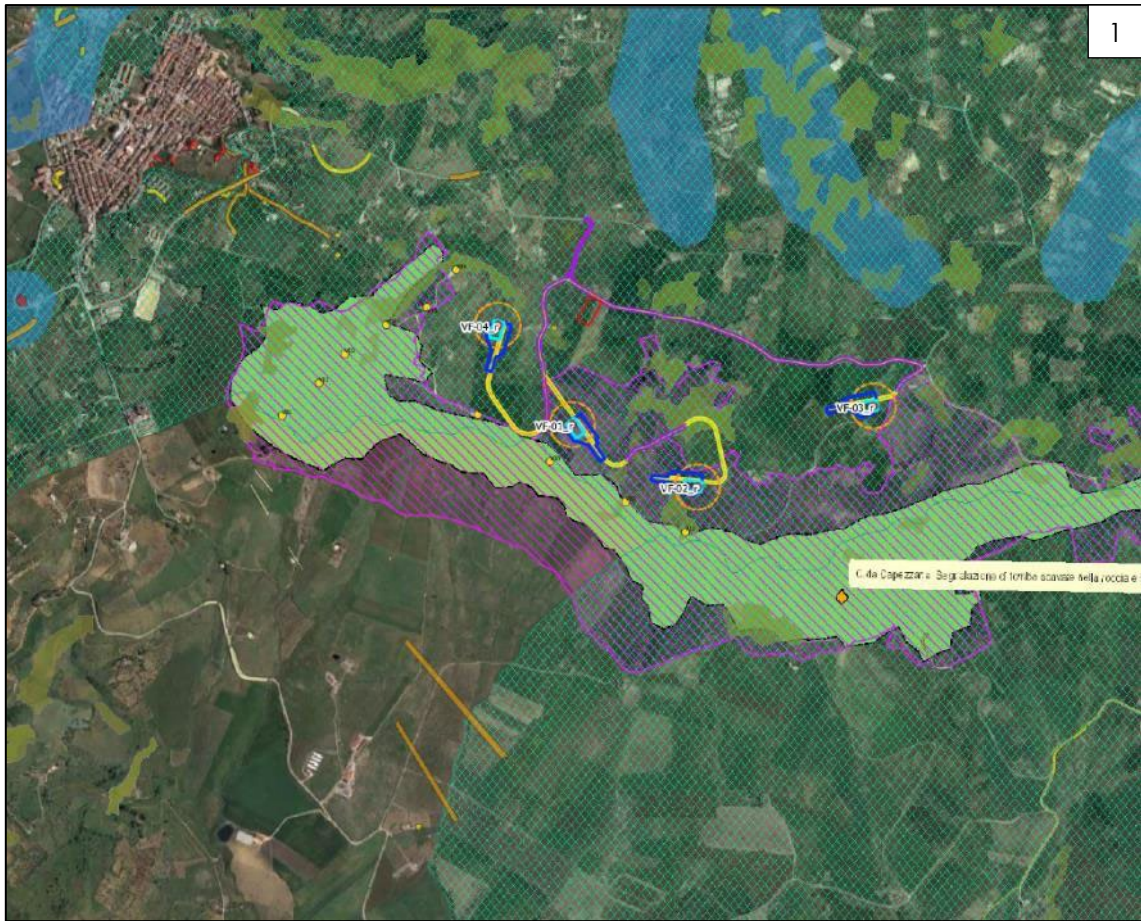 1
VF-04_r
VF-03_r
VF-01_r
VF-02_r
C.da Capezzana Segnalazione di tombe scavate nella roccia e